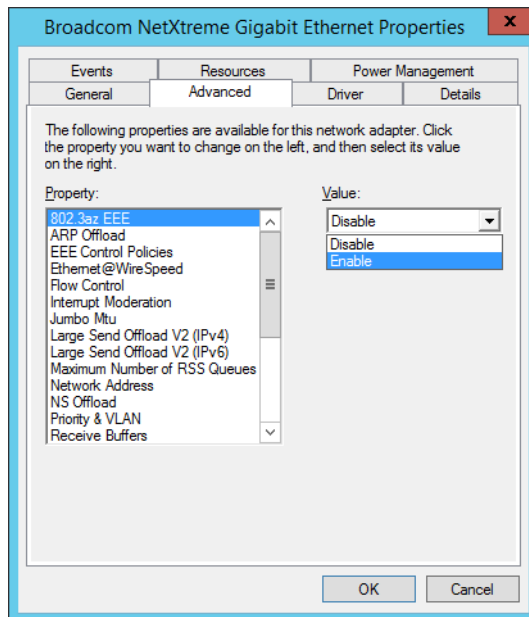 Broadcom NetXtreme Gigabit Ethernet Properties
x
Events
Resources
Power Management
General
Advanced
Driver
Details
The following properties are available for this network adapter. Click
the property you want to change on the left, and then select its value
on the right.
Property:
Value:
802.3az EEE
ARP Offload
EEE Control Policies
Ethernet@WireSpeed
Flow Control
Interrupt Moderation
Jumbo Mtu
Large Send Offload V2 (IPv4)
Large Send Offload V2 (IPv6)
Maximum Number of RSS Queues
Network Address
NS Offload
Priority & VLAN
Receive Buffers
Disable
Disable
Enable
OK
Cancel